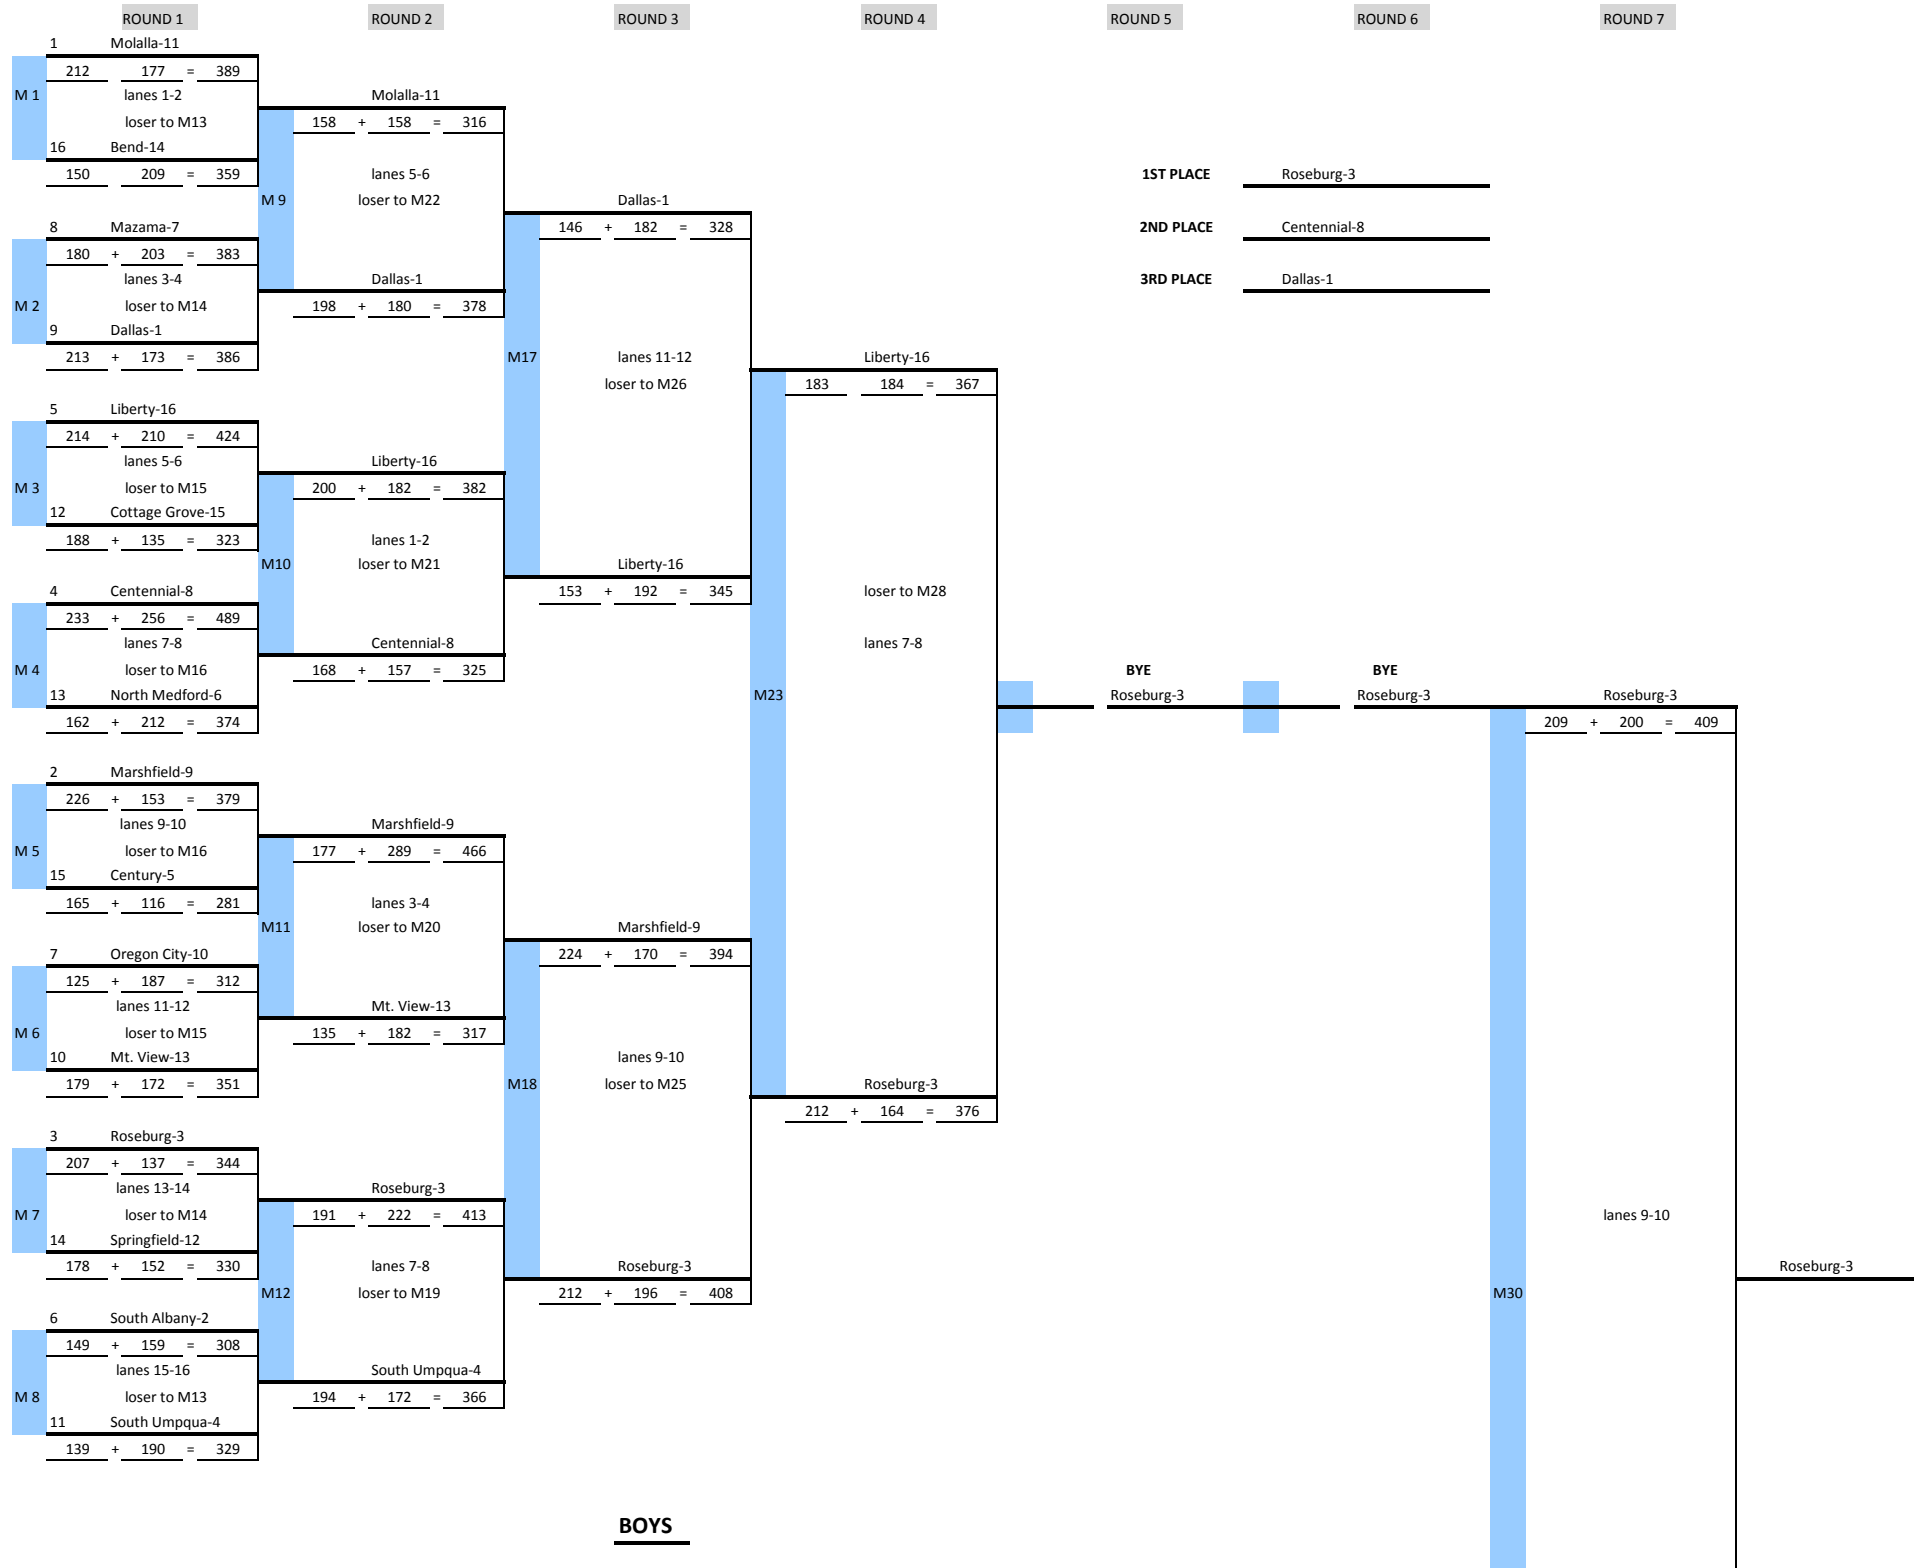 ROUND 1 ROUND 2 ROUND 3 ROUND 4 ROUND 5 ROUND 6 ROUND 7
1 Molalla-11
212 177 = 389
M 1 lanes 1-2 Molalla-11
loser to M13 158 + 158 = 316
16 Bend-14
150 209 = 359 lanes 5-6 1ST PLACE Roseburg-3
M 9 loser to M22 Dallas-1
8 Mazama-7 146 + 182 = 328 2ND PLACE Centennial-8
180 + 203 = 383
lanes 3-4 Dallas-1 3RD PLACE Dallas-1
M 2 loser to M14 198 + 180 = 378
9 Dallas-1
213 + 173 = 386 M17 lanes 11-12 Liberty-16
loser to M26 183 184 = 367
5 Liberty-16
214 + 210 = 424
lanes 5-6 Liberty-16
M 3 loser to M15 200 + 182 = 382
12 Cottage Grove-15
188 + 135 = 323 lanes 1-2
M10 loser to M21 Liberty-16
4 Centennial-8 153 + 192 = 345 loser to M28
233 + 256 = 489
lanes 7-8 Centennial-8 lanes 7-8
M 4 loser to M16 168 + 157 = 325 BYE BYE
13 North Medford-6 M23 Roseburg-3 Roseburg-3 Roseburg-3
162 + 212 = 374 209 + 200 = 409
2 Marshfield-9
226 + 153 = 379
lanes 9-10 Marshfield-9
M 5 loser to M16 177 + 289 = 466
15 Century-5
165 + 116 = 281 lanes 3-4
M11 loser to M20 Marshfield-9
7 Oregon City-10 224 + 170 = 394
125 + 187 = 312
lanes 11-12 Mt. View-13
M 6 loser to M15 135 + 182 = 317
10 Mt. View-13 lanes 9-10
179 + 172 = 351 M18 loser to M25 Roseburg-3
212 + 164 = 376
3 Roseburg-3
207 + 137 = 344
lanes 13-14 Roseburg-3
M 7 loser to M14 191 + 222 = 413 lanes 9-10
14 Springfield-12
178 + 152 = 330 lanes 7-8 Roseburg-3 Roseburg-3
M12 loser to M19 212 + 196 = 408 M30
6 South Albany-2
149 + 159 = 308
lanes 15-16 South Umpqua-4
M 8 loser to M13 194 + 172 = 366
11 South Umpqua-4
139 + 190 = 329
BOYS